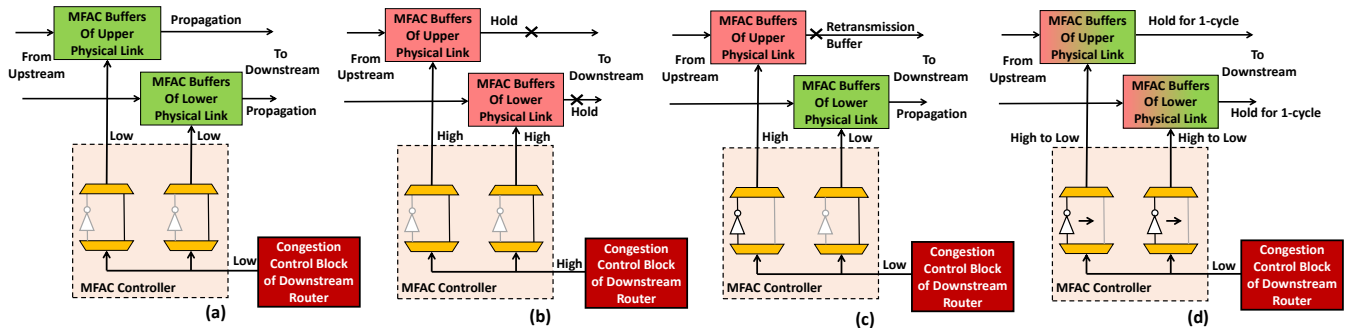 MFAC Buffers
Of Upper
Physical Link
Propagation
From
Upstream
To
Downstream
MFAC Buffers
Of Lower
Physical Link
Propagation
Low
Low
Low
MFAC Controller
Congestion
Control Block
of Downstream
Router
(a)
MFAC Buffers
Of Upper
Physical Link
Hold
From
Upstream
To
Downstream
MFAC Buffers
Of Lower
Physical Link
Hold
High
High
High
MFAC Controller
Congestion
Control Block
of Downstream
Router
(b)
MFAC Buffers
Of Upper
Physical Link
Retransmission
Buffer
From
Upstream
To
Downstream
MFAC Buffers
Of Lower
Physical Link
Propagation
High
Low
Low
MFAC Controller
Congestion
Control Block
of Downstream
Router
(c)
MFAC Buffers
Of Upper
Physical Link
Hold for 1-cycle
From
Upstream
To
Downstream
MFAC Buffers
Of Lower
Physical Link
Hold for 1-cycle
High to Low
High to Low
Low
MFAC Controller
Congestion
Control Block
of Downstream
Router
(d)